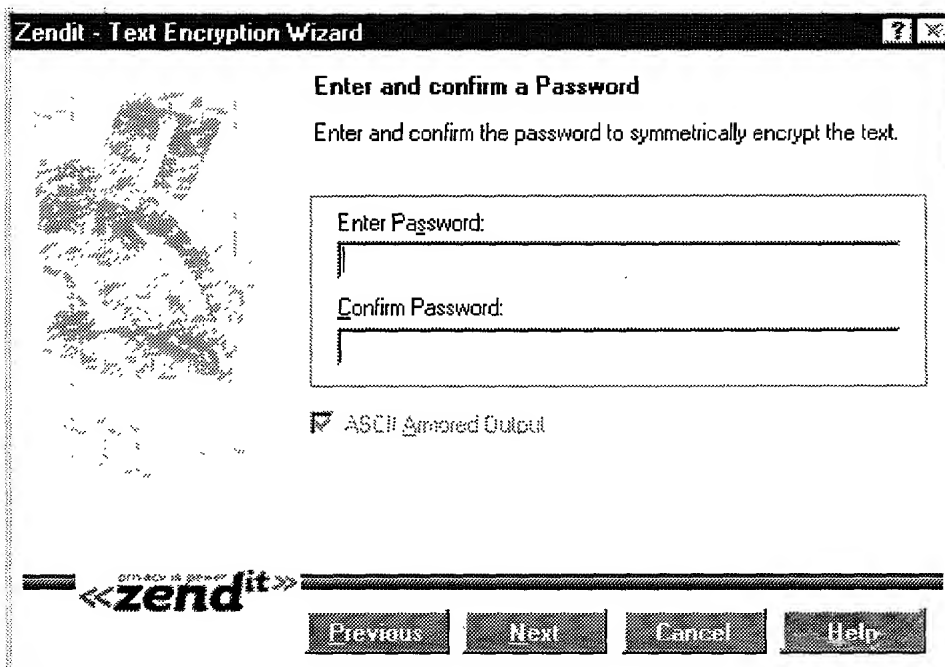 Zendit - Text Encryption Wizard
Enter and confirm a Password
Enter and confirm the password to symmetrically encrypt the text.
Enter Password:
Confirm Password:
ASCII Armored Output
privacy is power
«zendit»
Previous Next Cancel Help